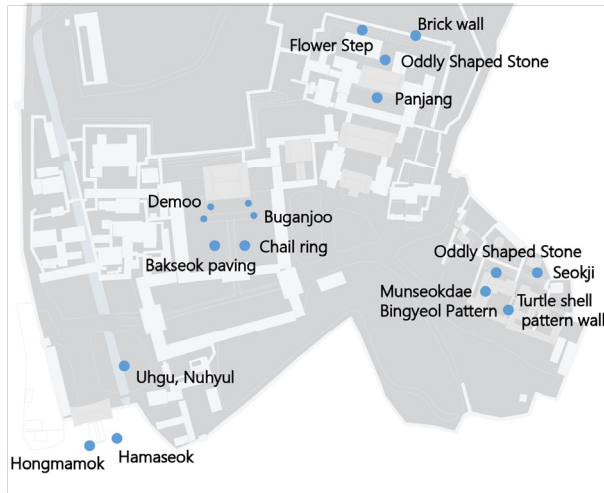 Brick wall
Flower Step
Oddly Shaped Stone
Panjang
Demoo
Buganjoo
Chail ring
Bakseok paving
Oddly Shaped Stone
Seokji
Munseokdae
Bingyeol Pattern
Turtle shell
pattern wall
Uhgu, Nuhyul
Hamaseok
Hongmamok